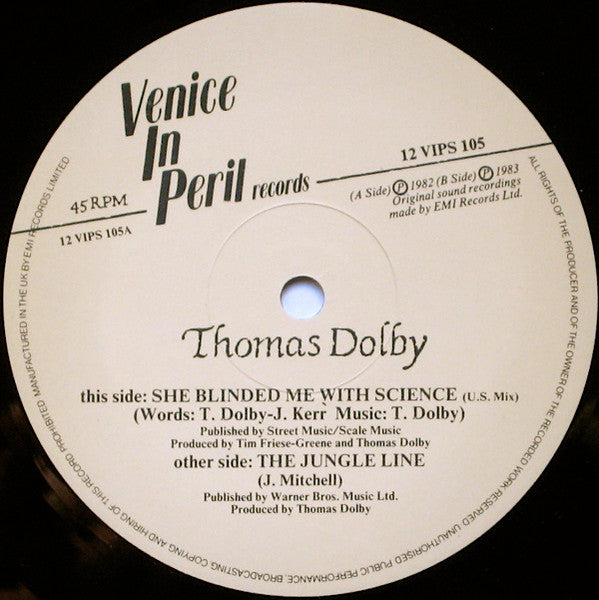 Venice
In
Peril records
45 RPM
12 VIPS 105A
12 VIPS 105
(A Side) Ⓟ 1982 (B Side) Ⓟ 1983
Original sound recordings
made by EMI Records Ltd.
Thomas Dolby
this side: SHE BLINDED ME WITH SCIENCE (U.S. Mix)
(Words: T. Dolby-J. Kerr Music: T. Dolby)
Published by Street Music/Scale Music
Produced by Tim Friese-Greene and Thomas Dolby
other side: THE JUNGLE LINE
(J. Mitchell)
Published by Warner Bros. Music Ltd.
Produced by Thomas Dolby
ALL RIGHTS OF THE PRODUCER AND OF THE OWNER OF THE RECORDED WORK RESERVED. UNAUTHORISED PUBLIC PERFORMANCE, BROADCASTING, COPYING AND HIRING OF THIS RECORD PROHIBITED. MANUFACTURED IN THE UK BY EMI RECORDS LIMITED